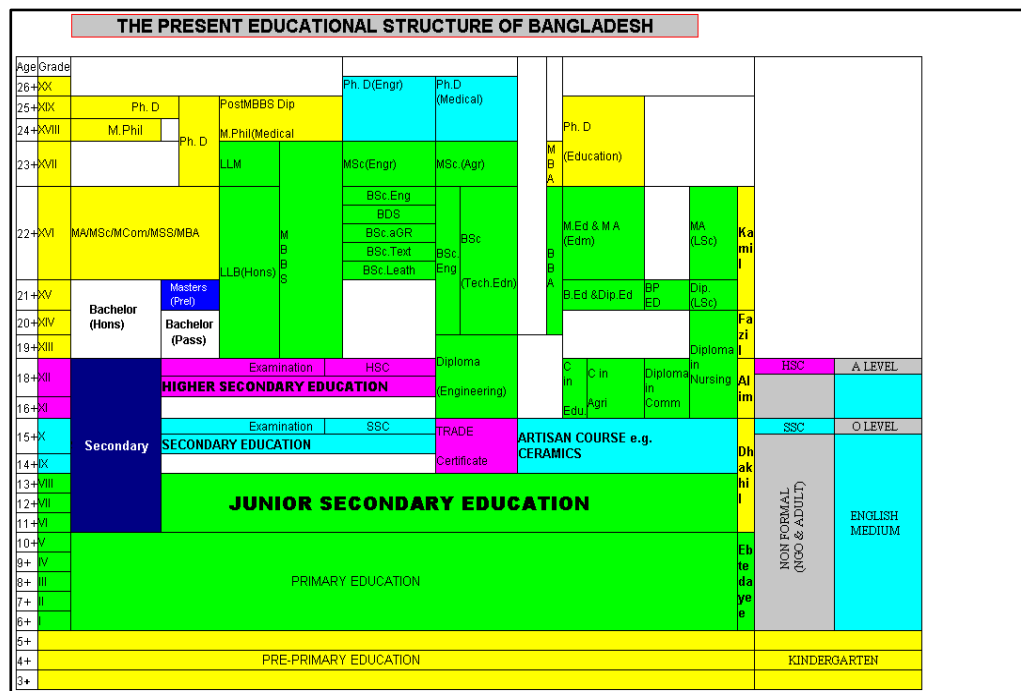 THE PRESENT EDUCATIONAL STRUCTURE OF BANGLADESH
Age Grade
26+ XX
Ph. D(Engr)
Ph.D
(Medical)
25+ XIX
Ph. D
PostMBBS Dip
24+ XVIII
M.Phil
Ph. D
M.Phil(Medical
Ph. D
(Education)
23+ XVII
LLM
MSc(Engr)
MSc.(Agr)
M
B
A
22+ XVI
MA/MSc/MCom/MSS/MBA
LLB(Hons)
M
B
B
S
BSc.Eng
BDS
BSc.aGR
BSc.Text
BSc.Leath
BSc.
Eng
BSc
(Tech.Edn)
B
B
A
M.Ed & M A
(Edm)
MA
(LSc)
Ka
mi
l
21+ XV
Bachelor
(Hons)
Masters
(Prel)
B.Ed &Dip.Ed
BP
ED
Dip.
(LSc)
20+ XIV
Bachelor
(Pass)
Diploma
in
Nursing
Fa
zi
l
19+ XIII
18+ XII
Examination HSC
HIGHER SECONDARY EDUCATION
Diploma
(Engineering)
C
in
Edu.
C in
Agri
Diploma
in
Comm
Al
im
HSC
A LEVEL
16+ XI
15+ X
Secondary
Examination SSC
SECONDARY EDUCATION
TRADE
Certificate
ARTISAN COURSE e.g.
CERAMICS
Dh
akhi
l
SSC
O LEVEL
14+ IX
13+ VIII
12+ VII
JUNIOR SECONDARY EDUCATION
11+ VI
NON FORMAL
(NGO & ADULT)
ENGLISH
MEDIUM
10+ V
9+ IV
8+ III
PRIMARY EDUCATION
Eb
te
da
ye
e
7+ II
6+ I
5+
4+
PRE-PRIMARY EDUCATION
KINDERGARTEN
3+